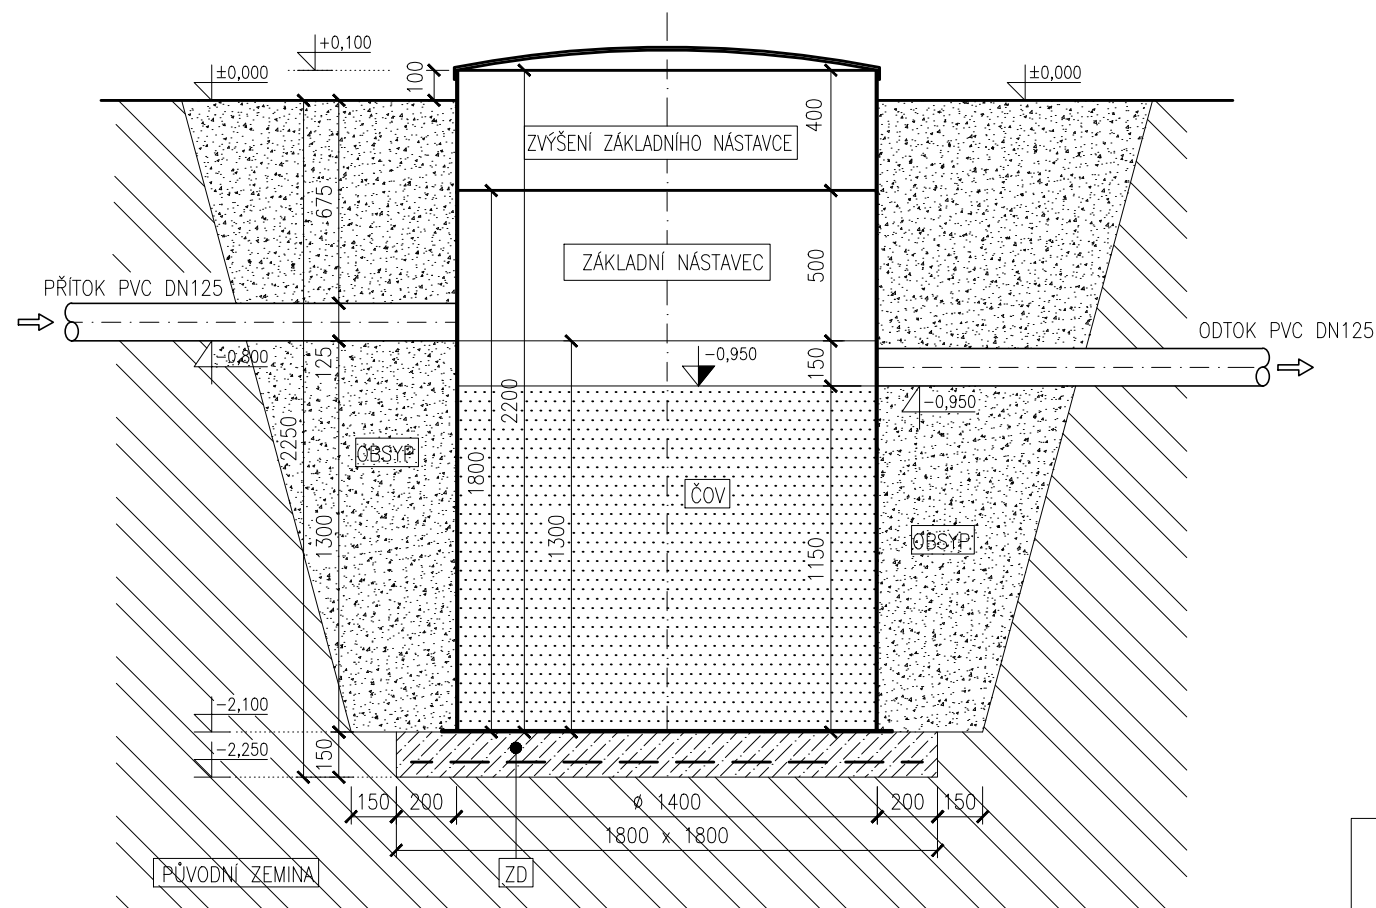 +0,100
±0,000
±0,000
100
400
ZVÝŠENÍ ZÁKLADNÍHO NÁSTAVCE
675
ZÁKLADNÍ NÁSTAVEC
500
PŘÍTOK PVC DN125
ODTOK PVC DN125
-0,800
125
-0,950
150
-0,950
2250
2200
OBSYP
1800
ČOV
1300
1300
1150
OBSYP
-2,100
-2,250
150
150
200
ø 1400
200
150
1800 x 1800
PŮVODNÍ ZEMINA
ZD